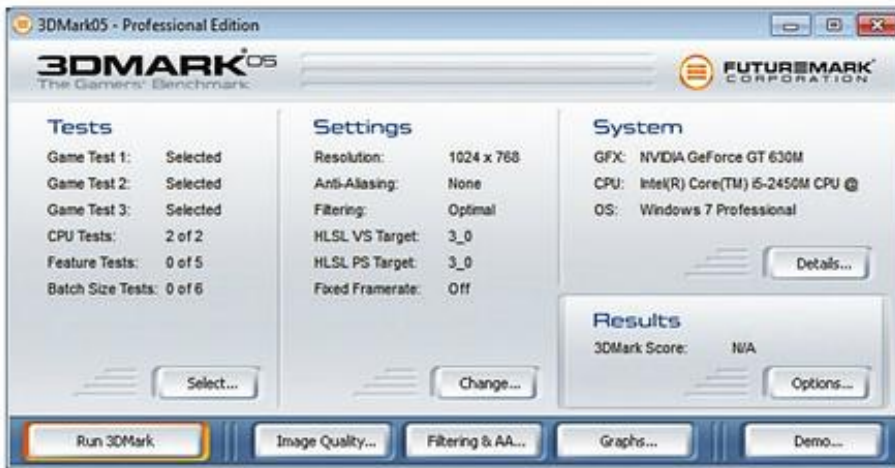 3DMark05 - Professional Edition
3DMARK05
The Gamers' Benchmark
FUTUREMARK
CORPORATION
Tests
Game Test 1: Selected
Game Test 2: Selected
Game Test 3: Selected
CPU Tests: 2 of 2
Feature Tests: 0 of 5
Batch Size Tests: 0 of 6
Select...
Settings
Resolution: 1024 x 768
Anti-Aliasing: None
Filtering: Optimal
HLSL VS Target: 3_0
HLSL PS Target: 3_0
Fixed Framerate: Off
Change...
System
GFX: NVIDIA GeForce GT 630M
CPU: Intel(R) Core(TM) i5-2450M CPU @
OS: Windows 7 Professional
Details...
Results
3DMark Score: N/A
Options...
Run 3DMark
Image Quality...
Filtering & AA...
Graphs...
Demo...